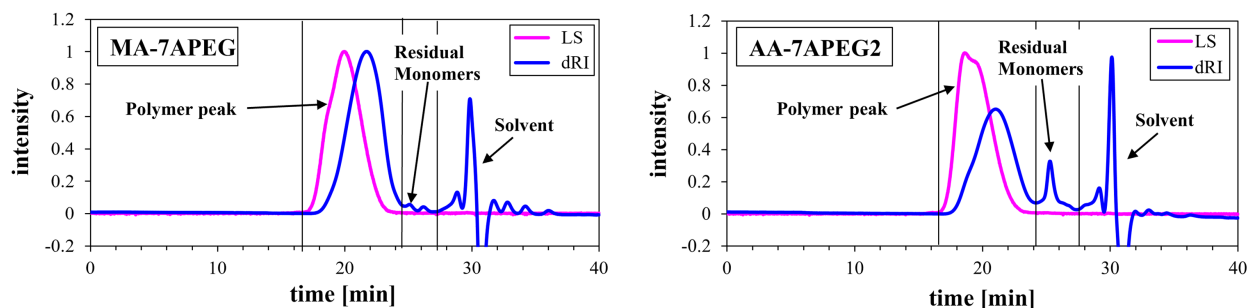 MA-7APEG
LS
dRI
Residual
Monomers
Polymer peak
Solvent
intensity
1.2
1
0.8
0.6
0.4
0.2
0
-0.2
0 10 20 30 40
time [min]
AA-7APEG2
LS
dRI
Residual
Monomers
Polymer peak
Solvent
intensity
1.2
1
0.8
0.6
0.4
0.2
0
-0.2
0 10 20 30 40
time [min]